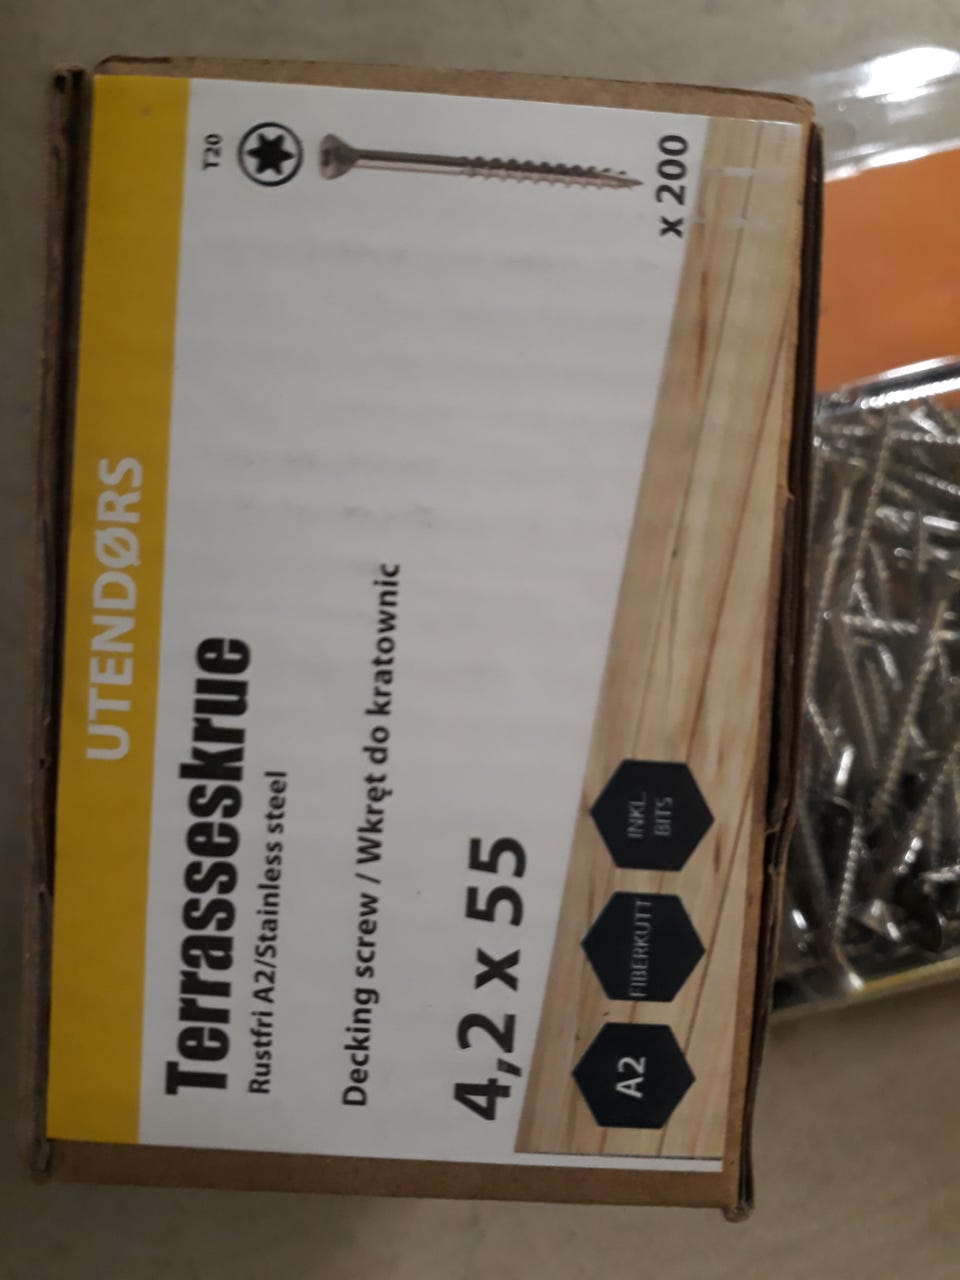 UTENDØRS
Terrasseskrue
Rustfri A2/Stainless steel
Decking screw / Wkręt do kratownic
4,2 x 55
T20
x 200
A2
FIBERKUTT
INKL.
BITS